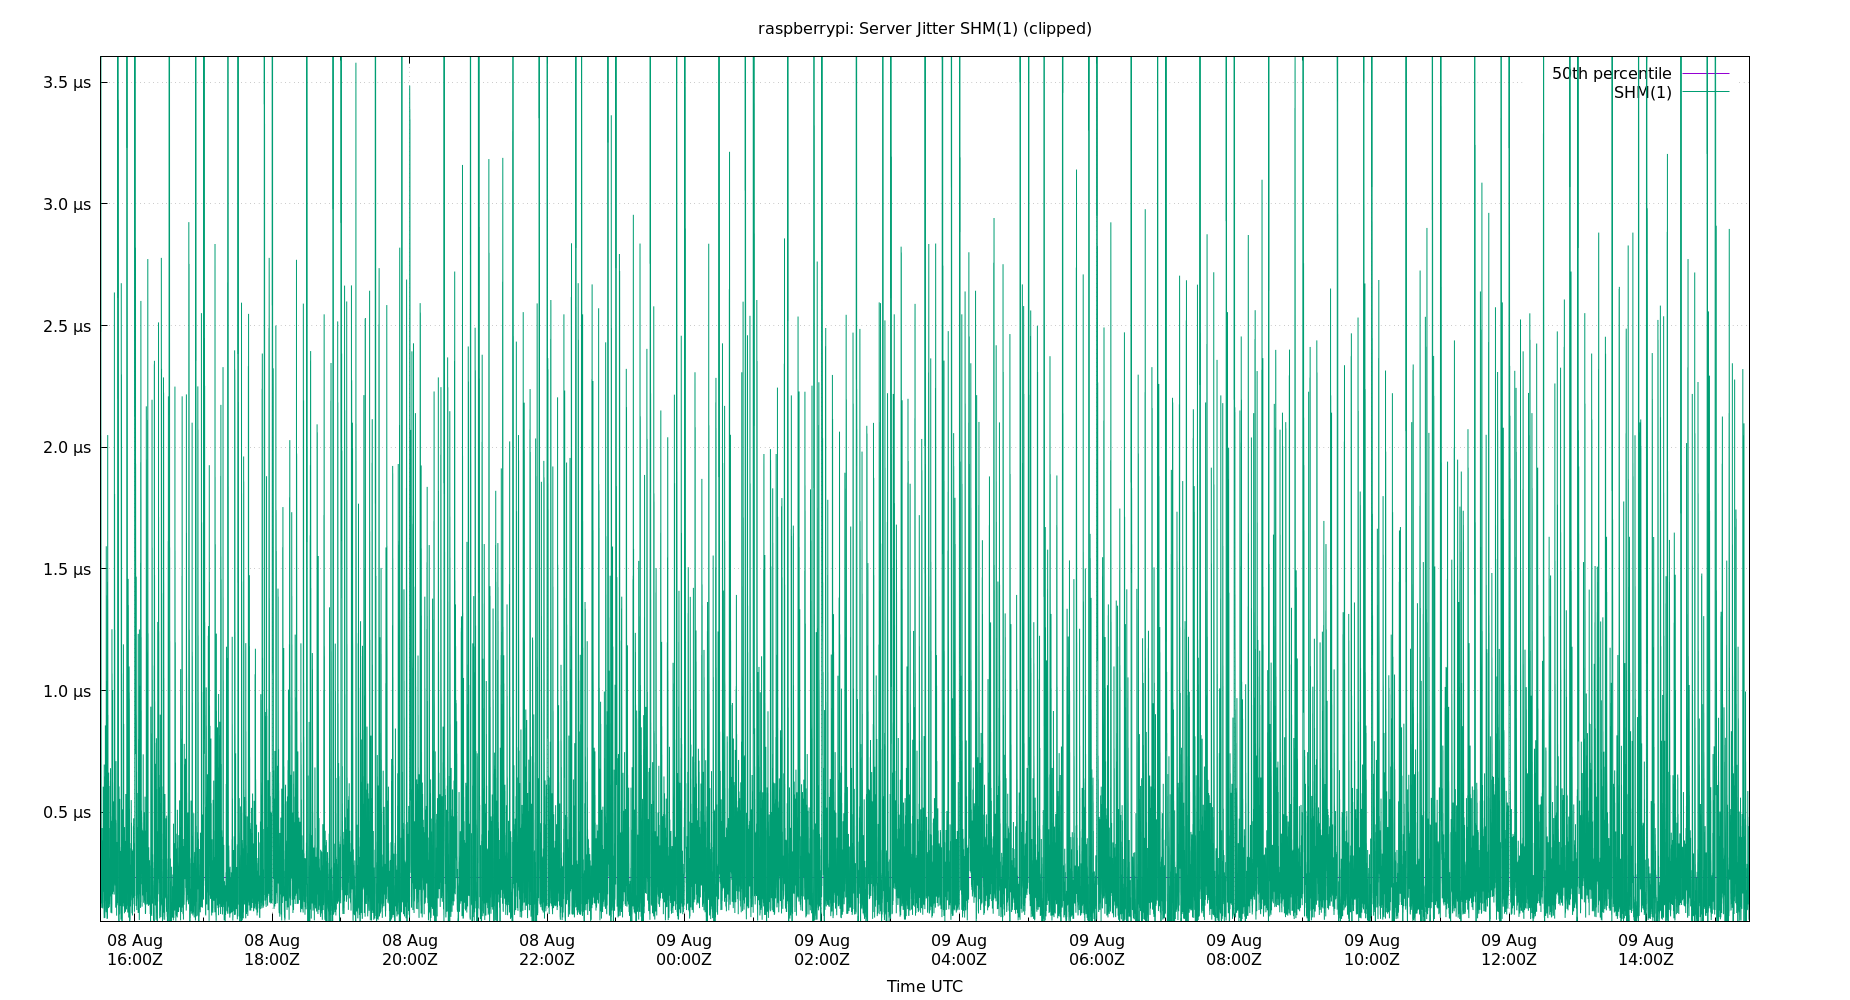 raspberrypi: Server Jitter SHM(1) (clipped)
50th percentile
SHM(1)
3.5 µs
3.0 µs
2.5 µs
2.0 µs
1.5 µs
1.0 µs
0.5 µs
08 Aug 08 Aug 08 Aug 08 Aug 09 Aug 09 Aug 09 Aug 09 Aug 09 Aug 09 Aug 09 Aug 09 Aug
16:00Z 18:00Z 20:00Z 22:00Z 00:00Z 02:00Z 04:00Z 06:00Z 08:00Z 10:00Z 12:00Z 14:00Z
Time UTC